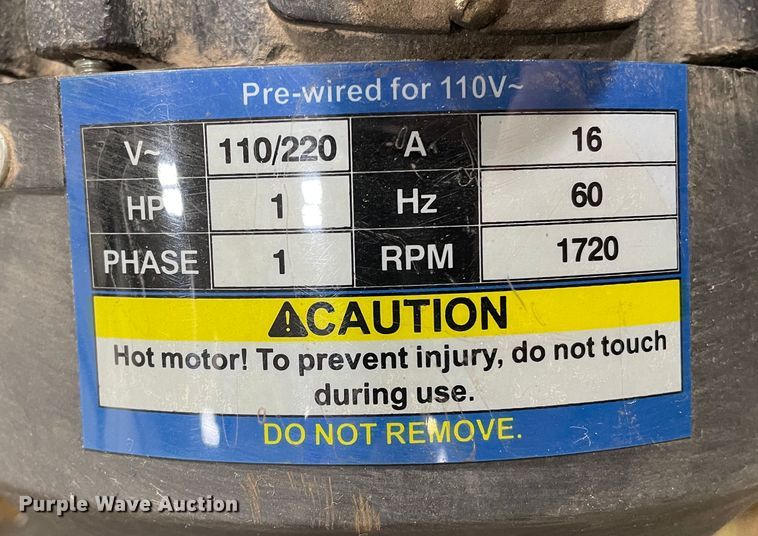 Pre-wired for 110V~
V~ 110/220 A 16
HP 1 Hz 60
PHASE 1 RPM 1720
⚠CAUTION
Hot motor! To prevent injury, do not touch
during use.
DO NOT REMOVE.
Purple Wave Auction